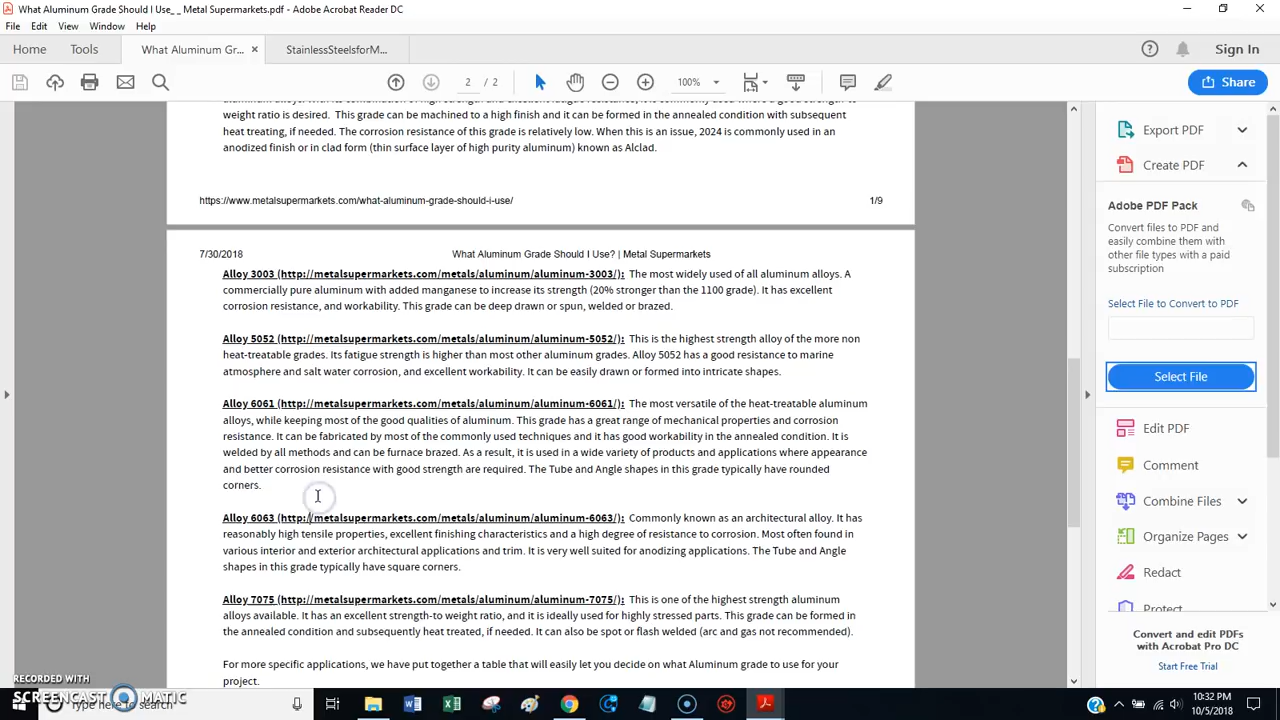 What Aluminum Grade Should I Use_ _ Metal Supermarkets.pdf - Adobe Acrobat Reader DC
File Edit View Window Help
Home Tools What Aluminum Gr... × StainlessSteelsforM... Sign In
2 / 2 100% Share
weight ratio is desired. This grade can be machined to a high finish and it can be formed in the annealed condition with subsequent
heat treating, if needed. The corrosion resistance of this grade is relatively low. When this is an issue, 2024 is commonly used in an
anodized finish or in clad form (thin surface layer of high purity aluminum) known as Alclad.
https://www.metalsupermarkets.com/what-aluminum-grade-should-i-use/ 1/9
7/30/2018 What Aluminum Grade Should I Use? | Metal Supermarkets
Alloy 3003 (http://metalsupermarkets.com/metals/aluminum/aluminum-3003/): The most widely used of all aluminum alloys. A
commercially pure aluminum with added manganese to increase its strength (20% stronger than the 1100 grade). It has excellent
corrosion resistance, and workability. This grade can be deep drawn or spun, welded or brazed.
Alloy 5052 (http://metalsupermarkets.com/metals/aluminum/aluminum-5052/): This is the highest strength alloy of the more non
heat-treatable grades. Its fatigue strength is higher than most other aluminum grades. Alloy 5052 has a good resistance to marine
atmosphere and salt water corrosion, and excellent workability. It can be easily drawn or formed into intricate shapes.
Alloy 6061 (http://metalsupermarkets.com/metals/aluminum/aluminum-6061/): The most versatile of the heat-treatable aluminum
alloys, while keeping most of the good qualities of aluminum. This grade has a great range of mechanical properties and corrosion
resistance. It can be fabricated by most of the commonly used techniques and it has good workability in the annealed condition. It is
welded by all methods and can be furnace brazed. As a result, it is used in a wide variety of products and applications where appearance
and better corrosion resistance with good strength are required. The Tube and Angle shapes in this grade typically have rounded
corners.
Alloy 6063 (http://metalsupermarkets.com/metals/aluminum/aluminum-6063/): Commonly known as an architectural alloy. It has
reasonably high tensile properties, excellent finishing characteristics and a high degree of resistance to corrosion. Most often found in
various interior and exterior architectural applications and trim. It is very well suited for anodizing applications. The Tube and Angle
shapes in this grade typically have square corners.
Alloy 7075 (http://metalsupermarkets.com/metals/aluminum/aluminum-7075/): This is one of the highest strength aluminum
alloys available. It has an excellent strength-to weight ratio, and it is ideally used for highly stressed parts. This grade can be formed in
the annealed condition and subsequently heat treated, if needed. It can also be spot or flash welded (arc and gas not recommended).
For more specific applications, we have put together a table that will easily let you decide on what Aluminum grade to use for your
project.
Export PDF
Create PDF
Adobe PDF Pack
Convert files to PDF and
easily combine them with
other file types with a paid
subscription
Select File to Convert to PDF
Select File
Edit PDF
Comment
Combine Files
Organize Pages
Redact
Protect
Convert and edit PDFs
with Acrobat Pro DC
Start Free Trial
RECORDED WITH
SCREENCAST MATIC
Type here to search
10:32 PM
10/5/2018